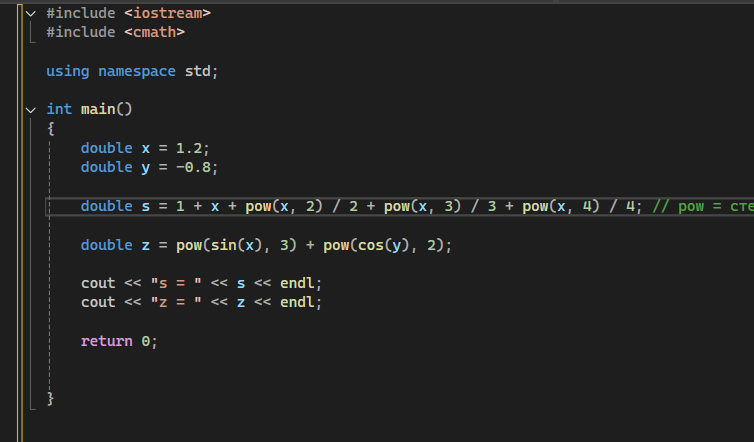 #include <iostream>
#include <cmath>
using namespace std;
int main()
{
double x = 1.2;
double y = -0.8;
double s = 1 + x + pow(x, 2) / 2 + pow(x, 3) / 3 + pow(x, 4) / 4; // pow = сте
double z = pow(sin(x), 3) + pow(cos(y), 2);
cout << "s = " << s << endl;
cout << "z = " << z << endl;
return 0;
}